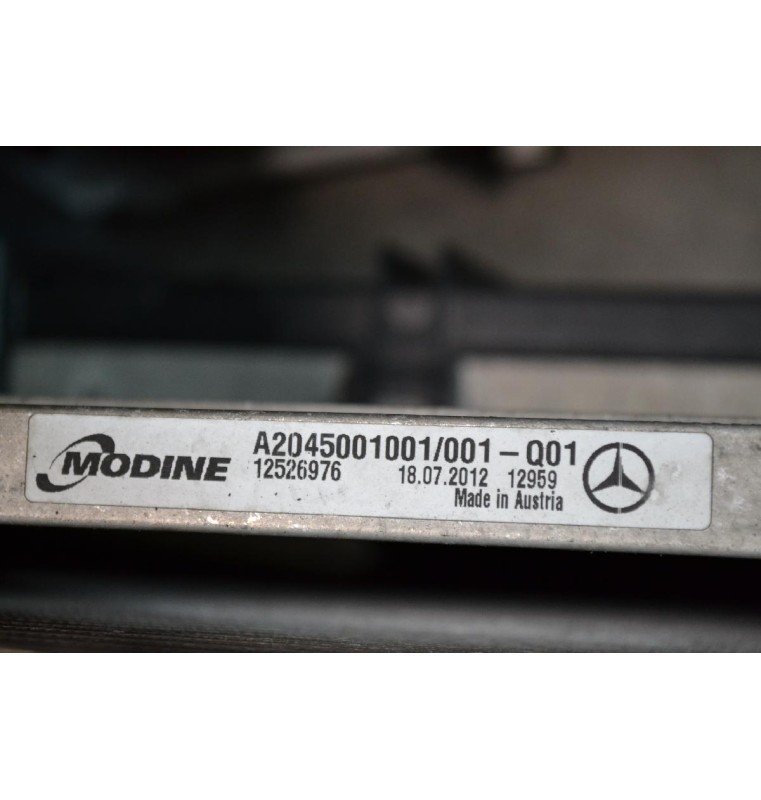 MODINE
A2045001001/001-Q01
12526976 18.07.2012 12959
Made in Austria